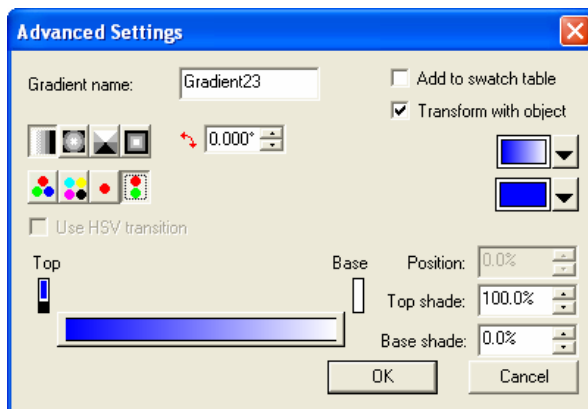 Advanced Settings
Gradient name: Gradient23
Add to swatch table
Transform with object
0.000°
Use HSV transition
Top
Base
Position: 0.0%
Top shade: 100.0%
Base shade: 0.0%
OK
Cancel